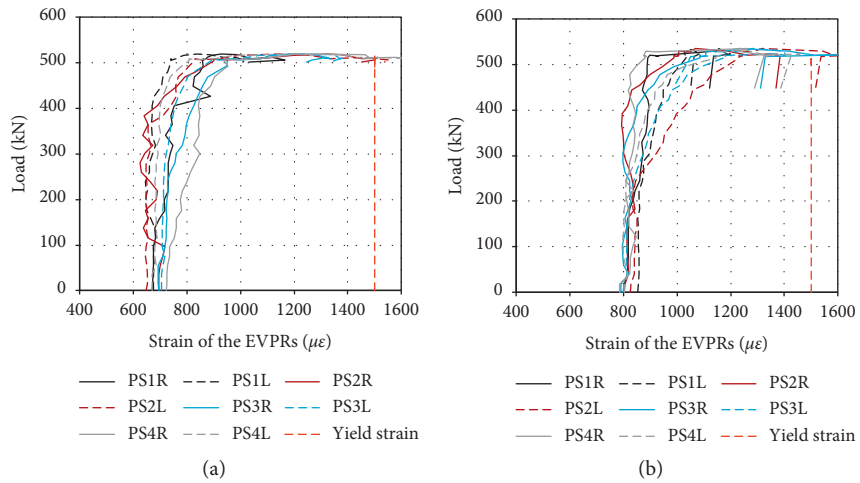 600
500
400
300
200
100
0
Load (kN)
400 600 800 1000 1200 1400 1600
Strain of the EVPRs (με)
PS1R PS1L PS2R
PS2L PS3R PS3L
PS4R PS4L Yield strain
(a)
600
500
400
300
200
100
0
Load (kN)
400 600 800 1000 1200 1400 1600
Strain of the EVPRs (με)
PS1R PS1L PS2R
PS2L PS3R PS3L
PS4R PS4L Yield strain
(b)